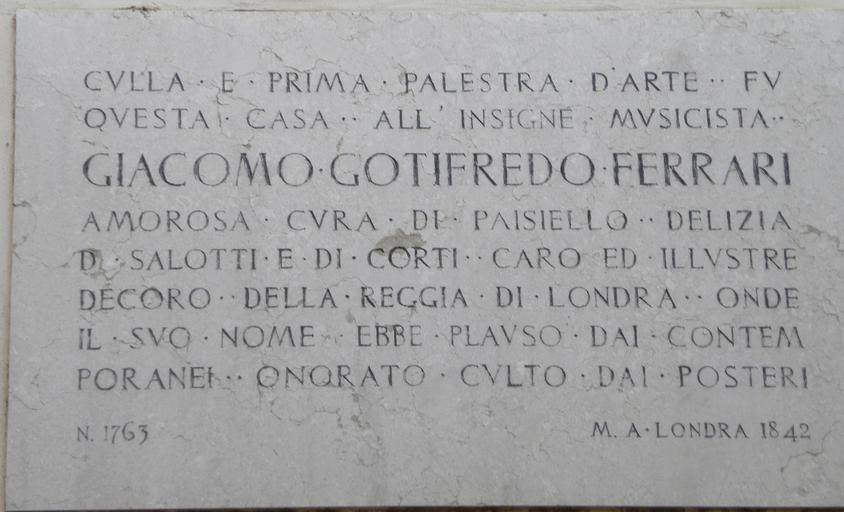 CVLLA · E · PRIMA · PALESTRA · D'ARTE ·· FV
QVESTA · CASA ·· ALL' INSIGNE · MVSICISTA ··
GIACOMO · GOTIFREDO · FERRARI
AMOROSA · CVRA · DI · PAISIELLO ·· DELIZIA
DI · SALOTTI · E · DI · CORTI ·· CARO ED · ILLVSTRE
DECORO ·· DELLA · REGGIA · DI · LONDRA ·· ONDE
IL · SVO · NOME ·· EBBE · PLAVSO · DAI · CONTEM
PORANEI ·· ONORATO · CVLTO · DAI · POSTERI
N. 1763
M. A · LONDRA 1842